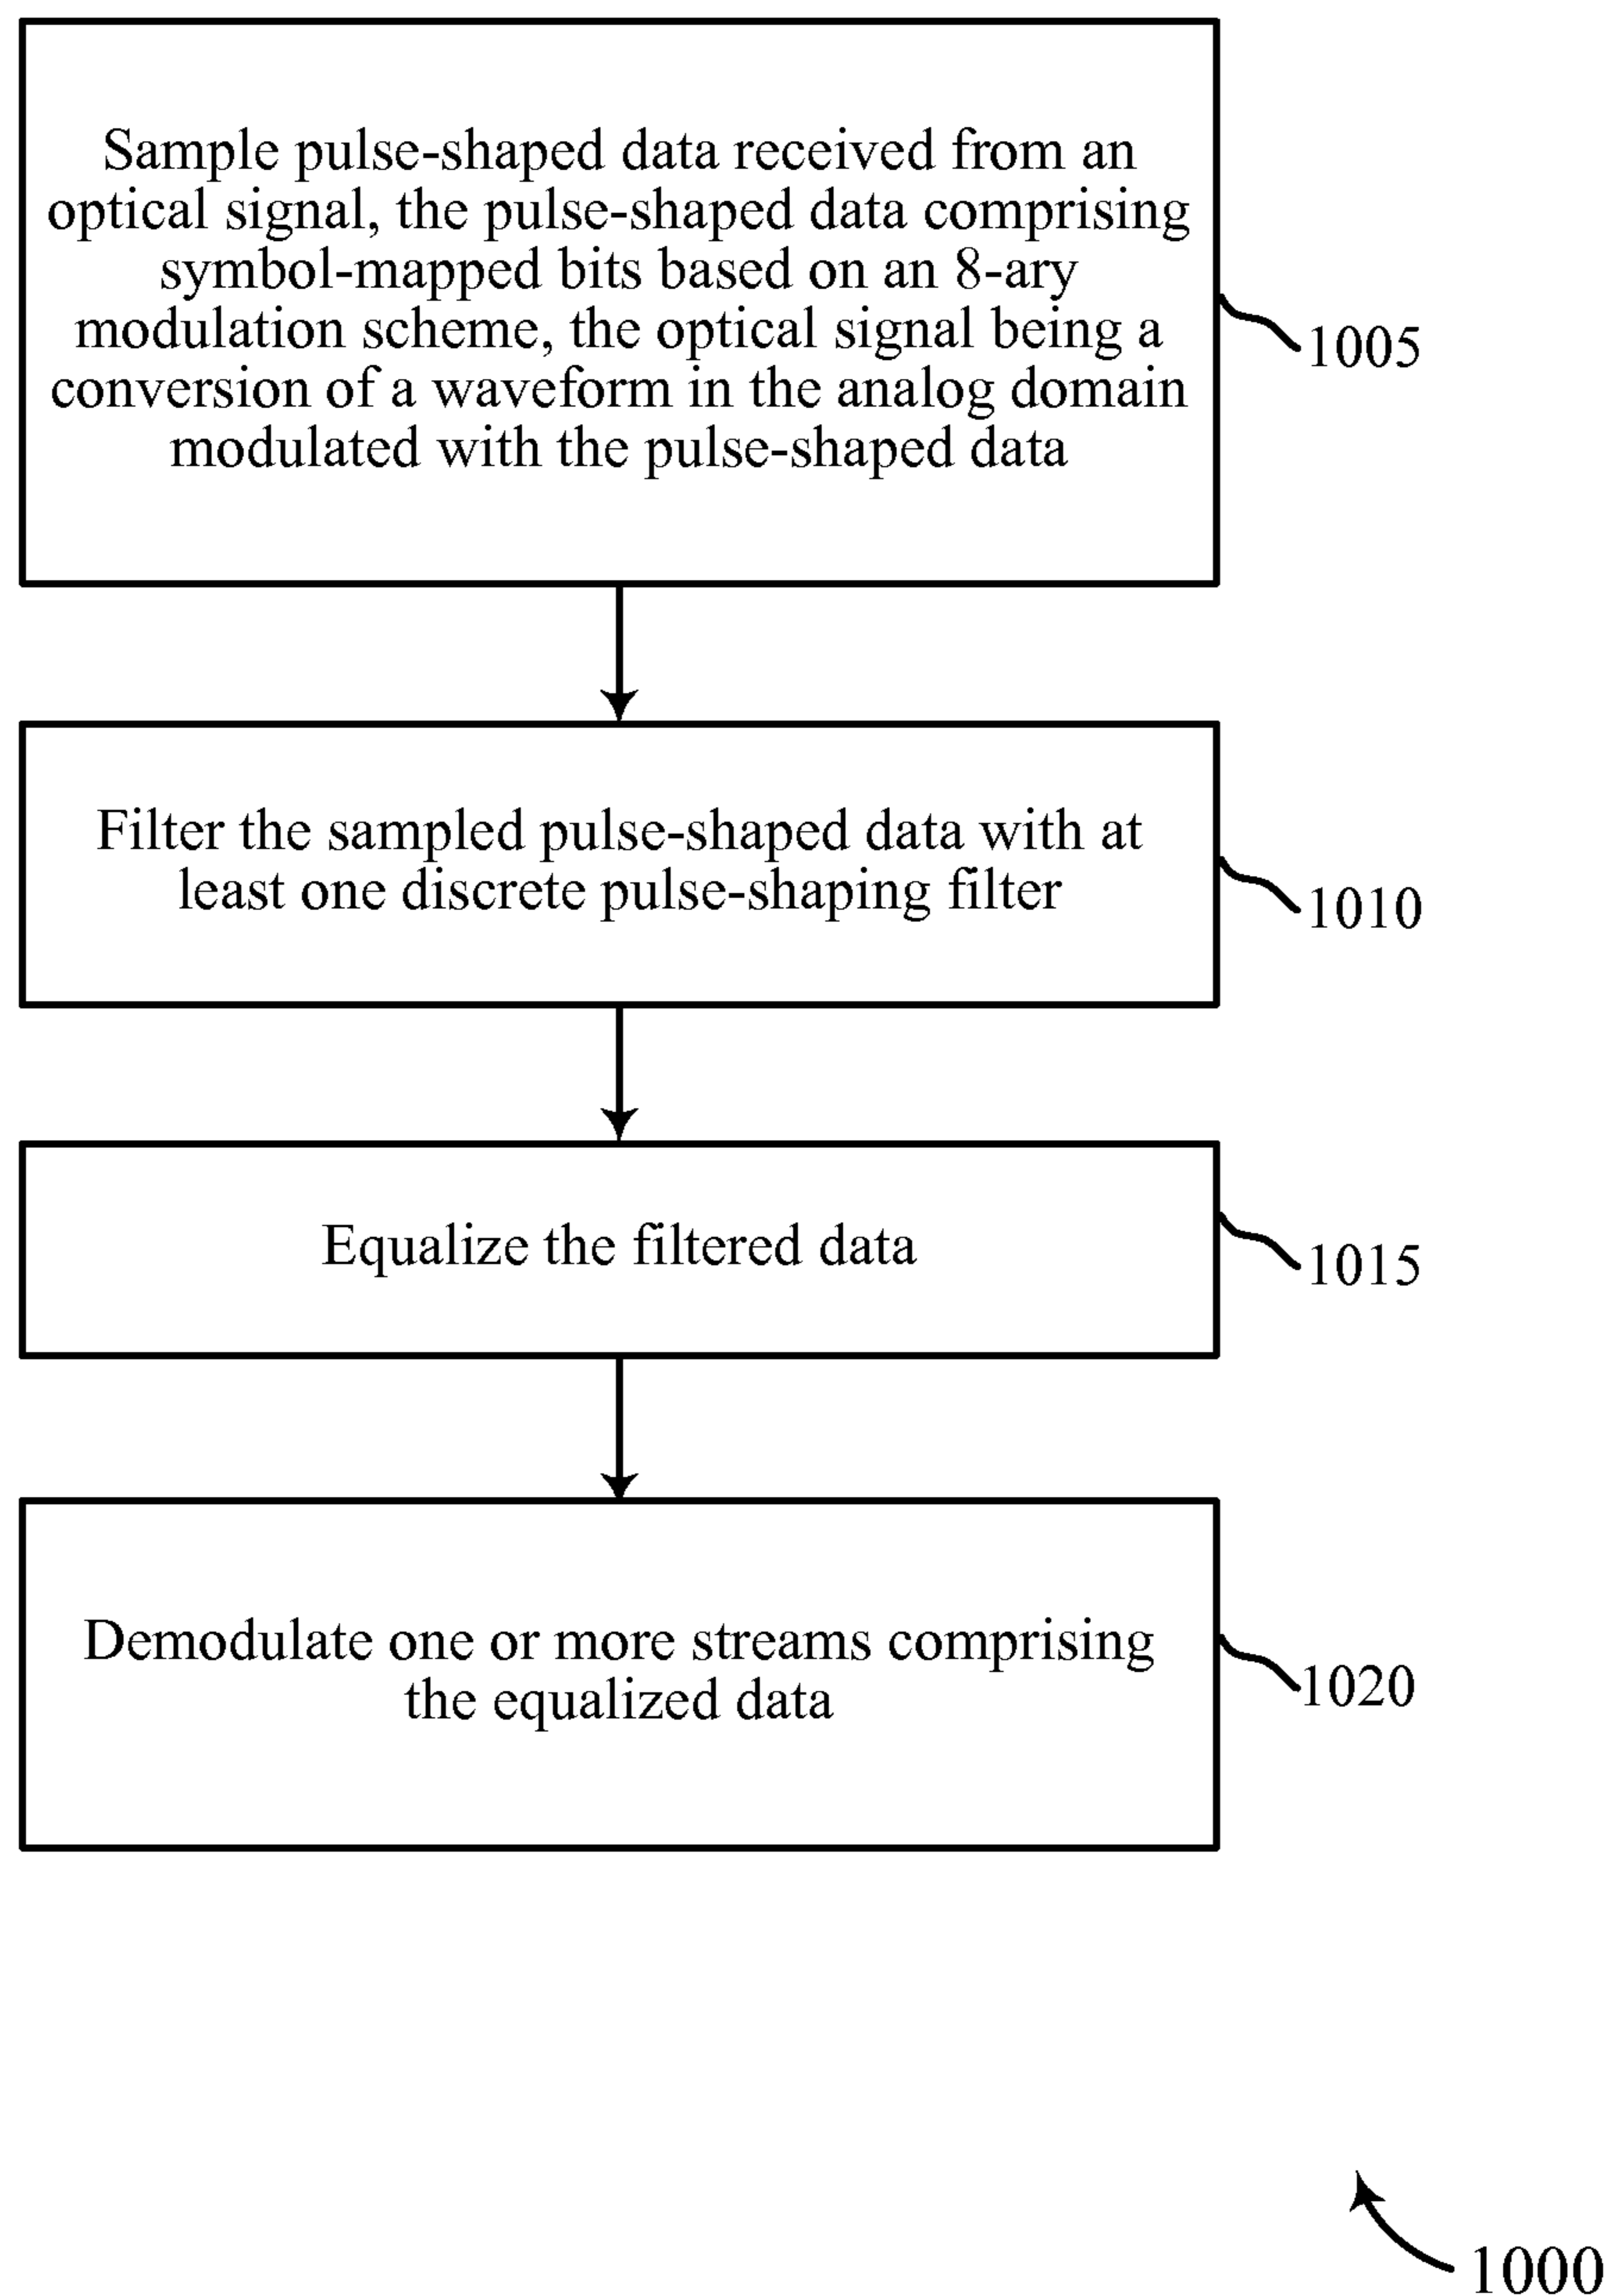 Sample pulse-shaped data received from an
optical signal, the pulse-shaped data comprising
symbol-mapped bits based on an 8-ary
modulation scheme, the optical signal being a
conversion of a waveform in the analog domain
modulated with the pulse-shaped data
1005
Filter the sampled pulse-shaped data with at
least one discrete pulse-shaping filter
1010
Equalize the filtered data
1015
Demodulate one or more streams comprising
the equalized data
1020
1000